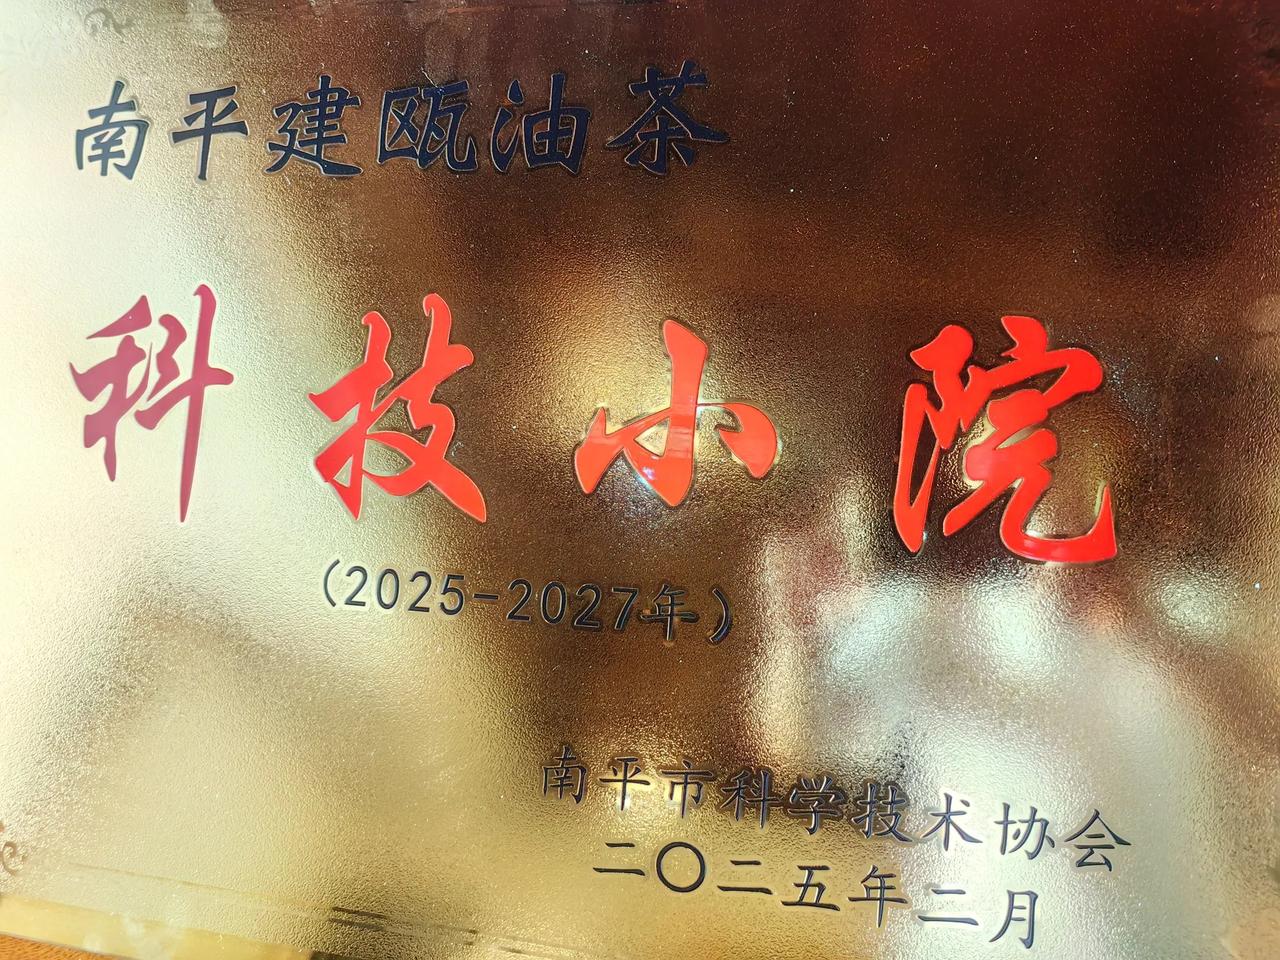 南平建瓯油茶
科技小院
(2025-2027年)
南平市科学技术协会
二〇二五年二月